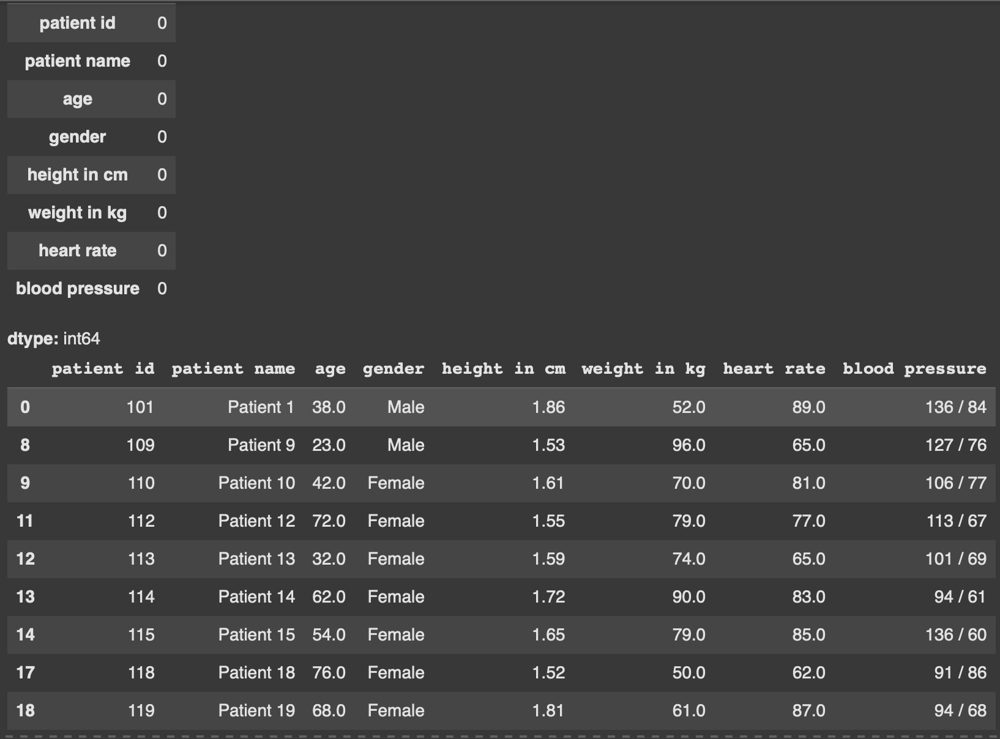 patient id 0
patient name 0
age 0
gender 0
height in cm 0
weight in kg 0
heart rate 0
blood pressure 0
dtype: int64
patient id patient name age gender height in cm weight in kg heart rate blood pressure
0 101 Patient 1 38.0 Male 1.86 52.0 89.0 136 / 84
8 109 Patient 9 23.0 Male 1.53 96.0 65.0 127 / 76
9 110 Patient 10 42.0 Female 1.61 70.0 81.0 106 / 77
11 112 Patient 12 72.0 Female 1.55 79.0 77.0 113 / 67
12 113 Patient 13 32.0 Female 1.59 74.0 65.0 101 / 69
13 114 Patient 14 62.0 Female 1.72 90.0 83.0 94 / 61
14 115 Patient 15 54.0 Female 1.65 79.0 85.0 136 / 60
17 118 Patient 18 76.0 Female 1.52 50.0 62.0 91 / 86
18 119 Patient 19 68.0 Female 1.81 61.0 87.0 94 / 68